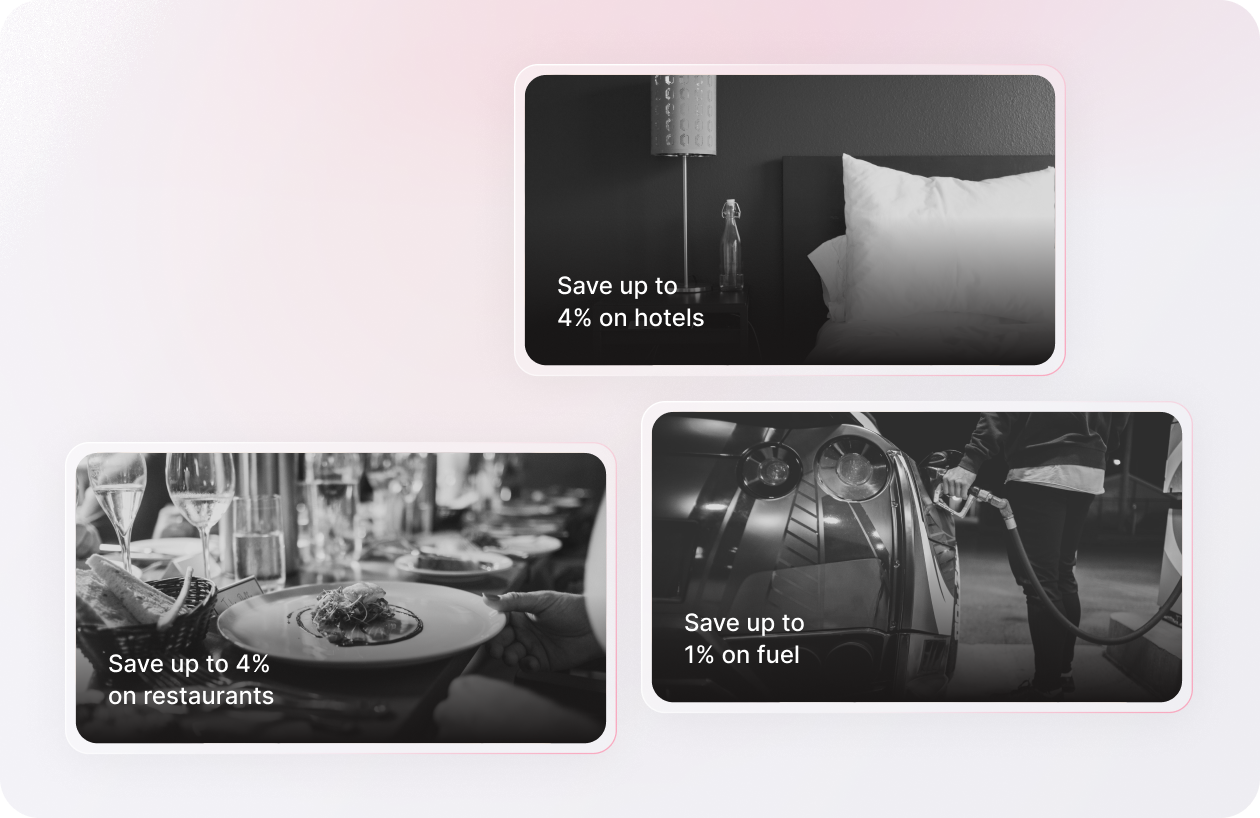 Save up to
4% on hotels
Save up to 4%
on restaurants
Save up to
1% on fuel